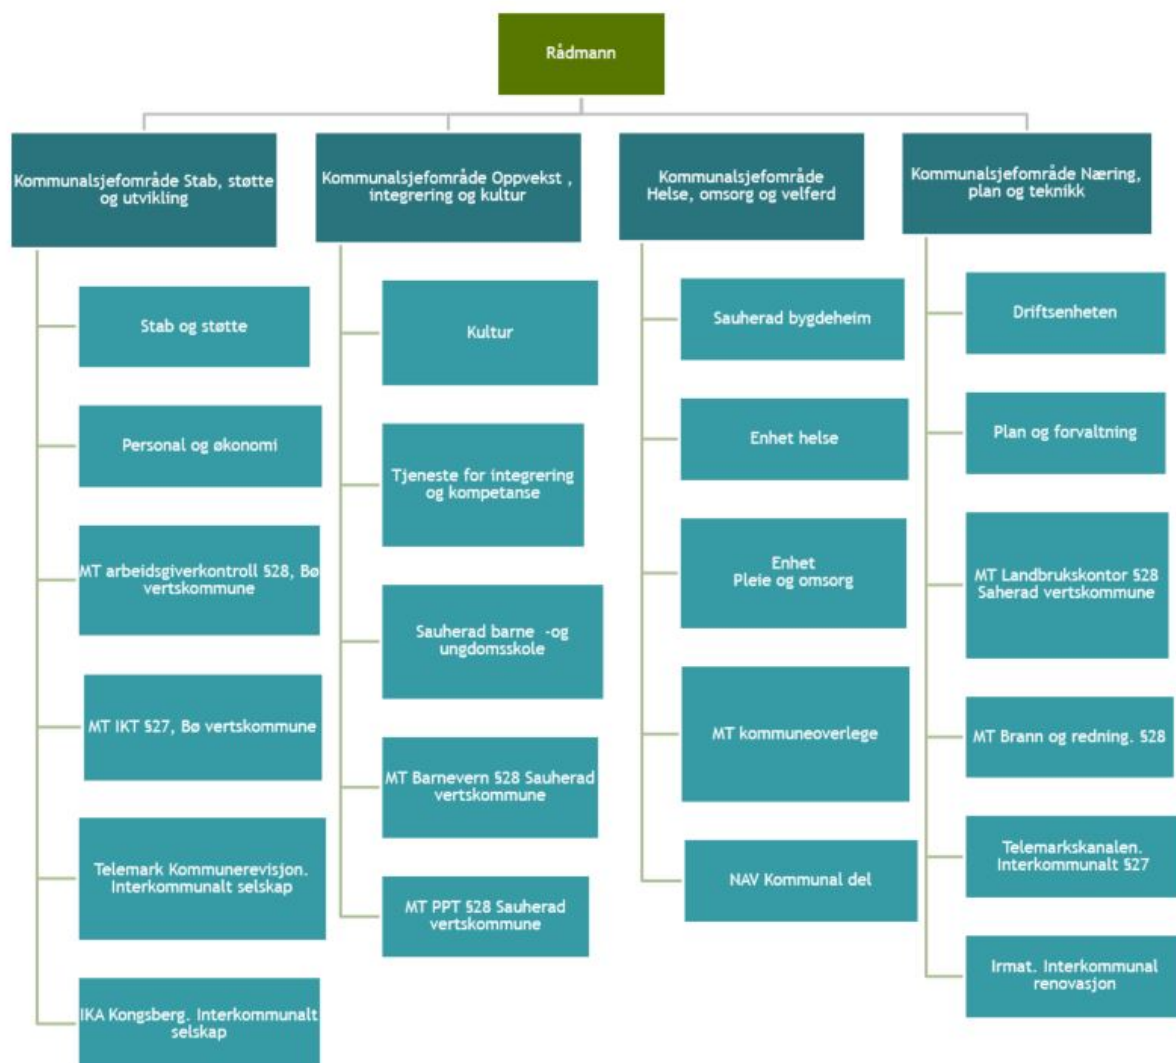 Rådmann
Kommunalsjefområde Stab, støtte
og utvikling
Stab og støtte
Personal og økonomi
MT arbeidsgiverkontroll §28, Bø
vertskommune
MT IKT §27, Bø vertskommune
Telemark Kommunerevisjon.
Interkommunalt selskap
IKA Kongsberg. Interkommunalt
selskap
Kommunalsjefområde Oppvekst ,
integrering og kultur
Kultur
Tjeneste for integrering
og kompetanse
Sauherad barne -og
ungdomsskole
MT Barnevern §28 Sauherad
vertskommune
MT PPT §28 Sauherad
vertskommune
Kommunalsjefområde
Helse, omsorg og velferd
Sauherad bygdeheim
Enhet helse
Enhet
Pleie og omsorg
MT kommuneoverlege
NAV Kommunal del
Kommunalsjefområde Næring,
plan og teknikk
Driftsenheten
Plan og forvaltning
MT Landbrukskontor §28
Saherad vertskommune
MT Brann og redning. §28
Telemarkskanalen.
Interkommunalt §27
Irmat. Interkommunal
renovasjon